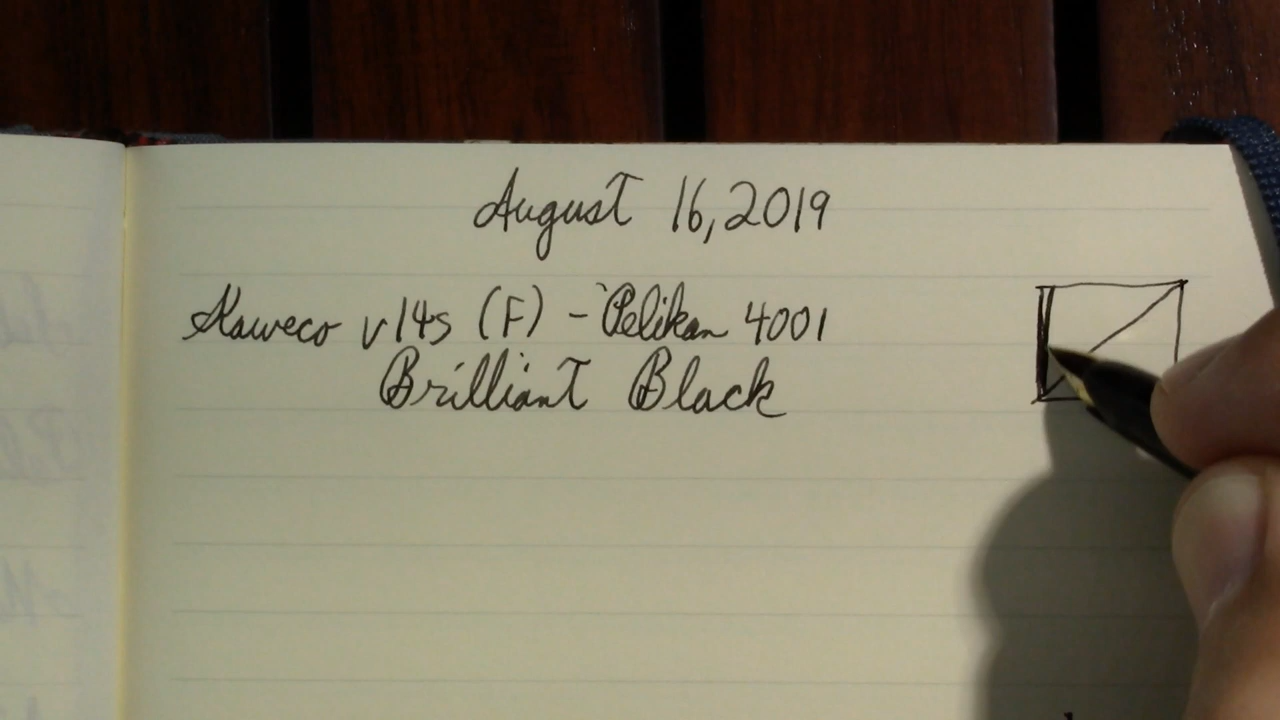 August 16, 2019
Kaweco v14s (F) - Pelikan 4001
Brilliant Black